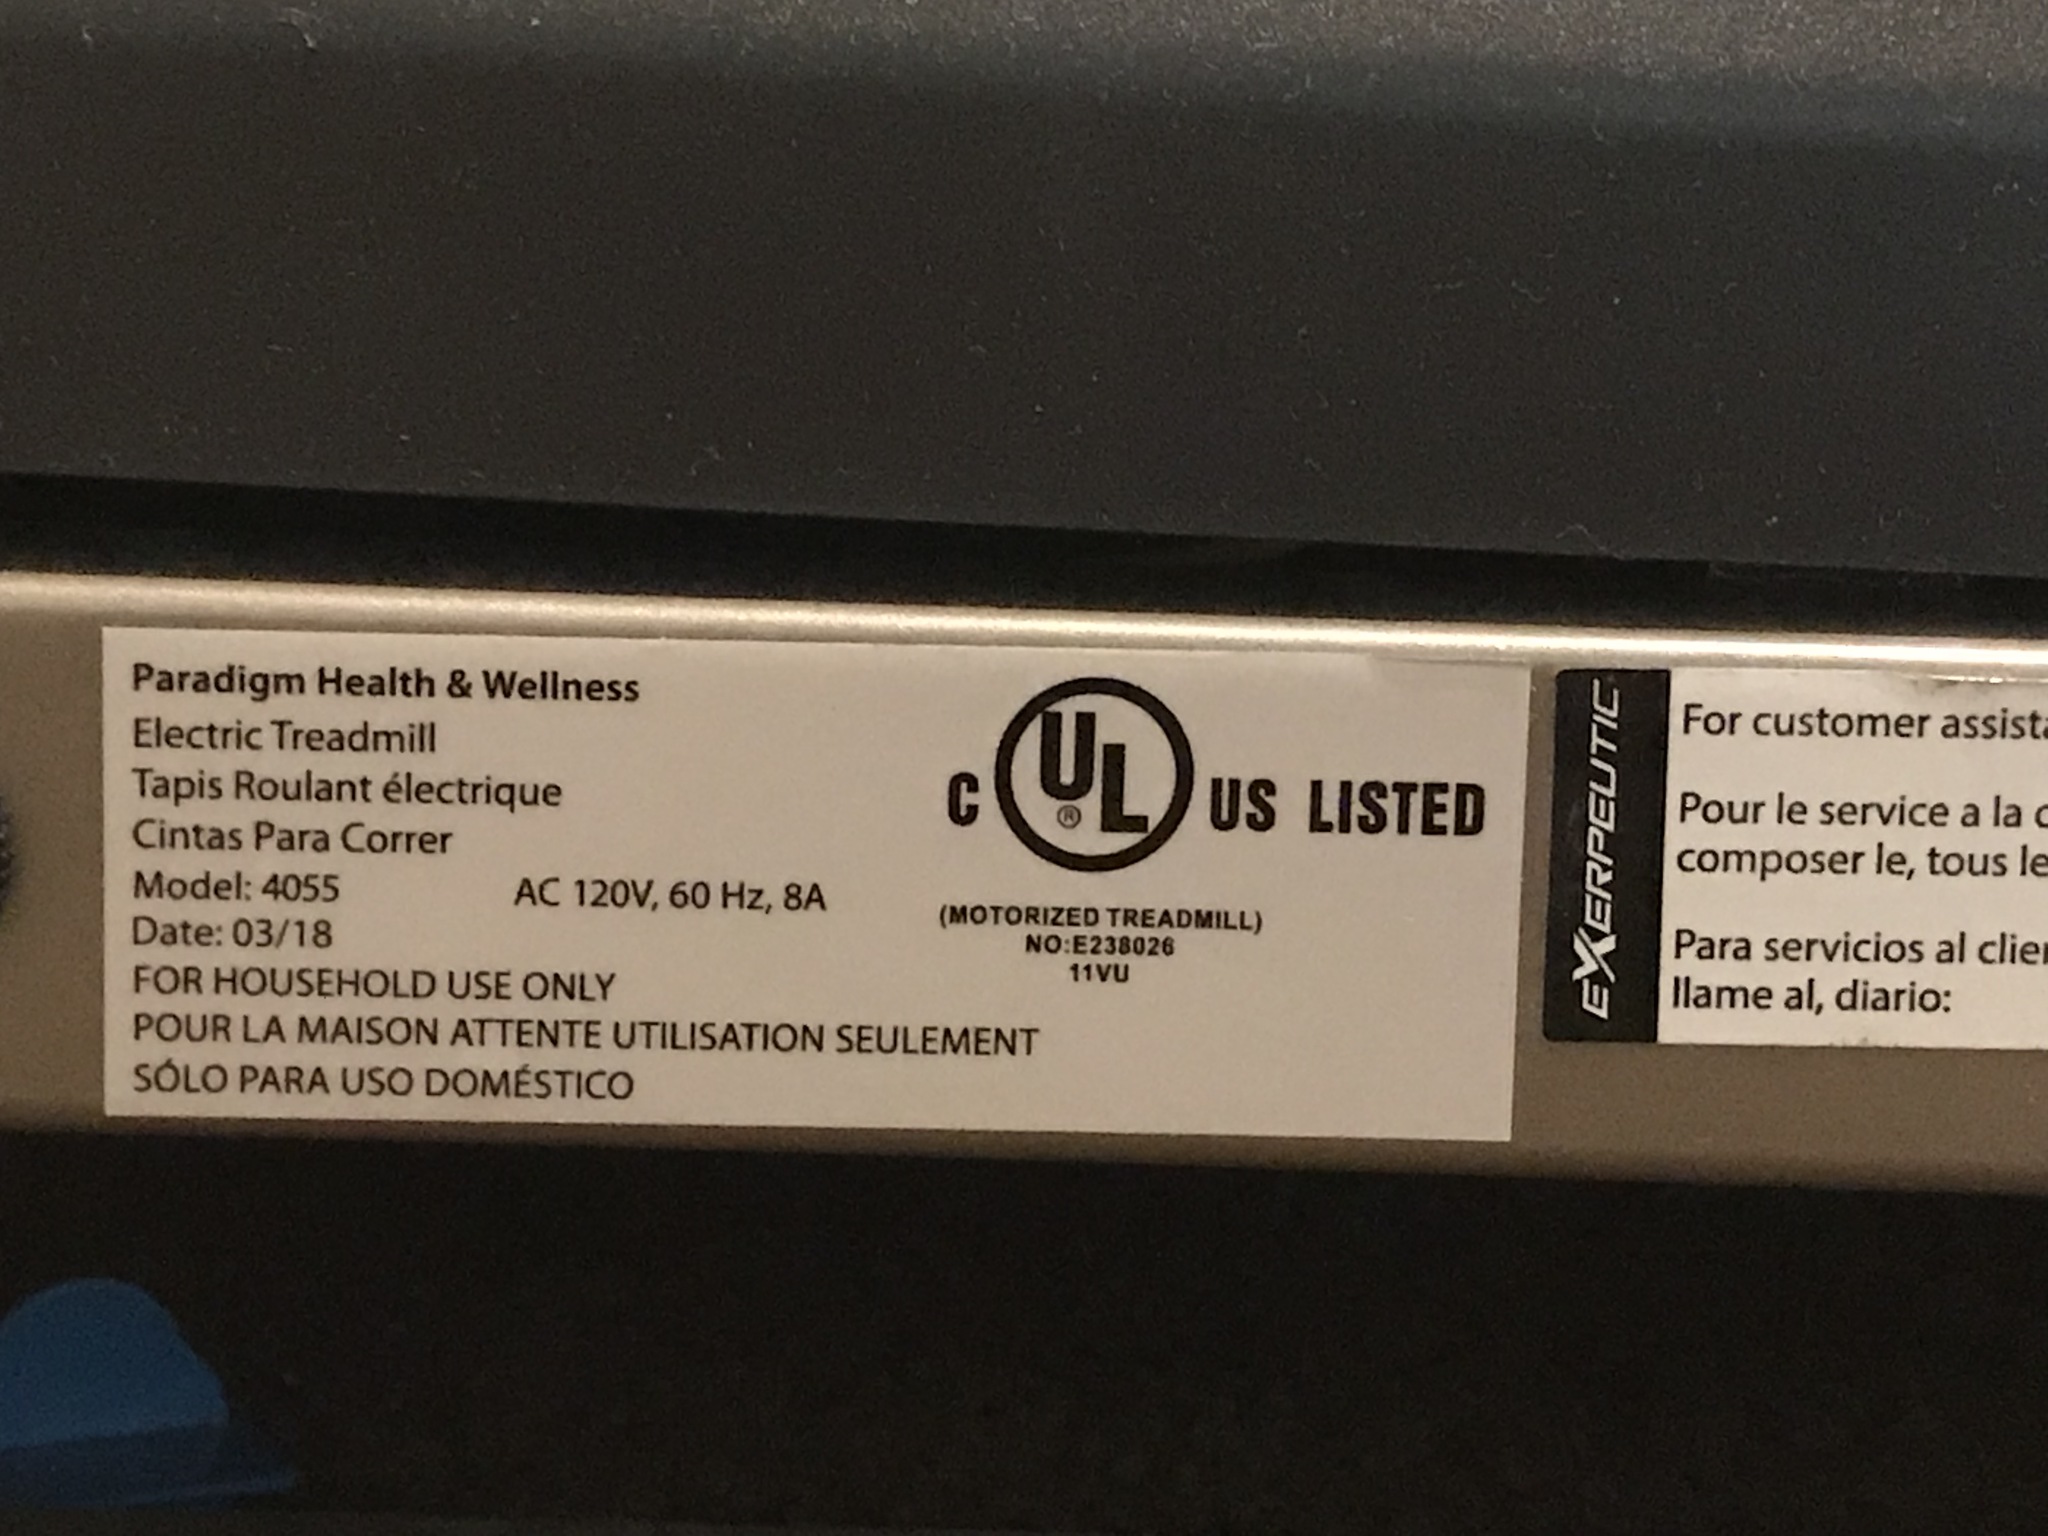 Paradigm Health & Wellness
Electric Treadmill
Tapis Roulant électrique
Cintas Para Correr
Model: 4055 AC 120V, 60 Hz, 8A
Date: 03/18
FOR HOUSEHOLD USE ONLY
POUR LA MAISON ATTENTE UTILISATION SEULEMENT
SÓLO PARA USO DOMÉSTICO
C UL® US LISTED
(MOTORIZED TREADMILL)
NO:E238026
11VU
EXERPEUTIC
For customer
Pour le service a la
composer le, tous
Para servicios al
llame al, diario: